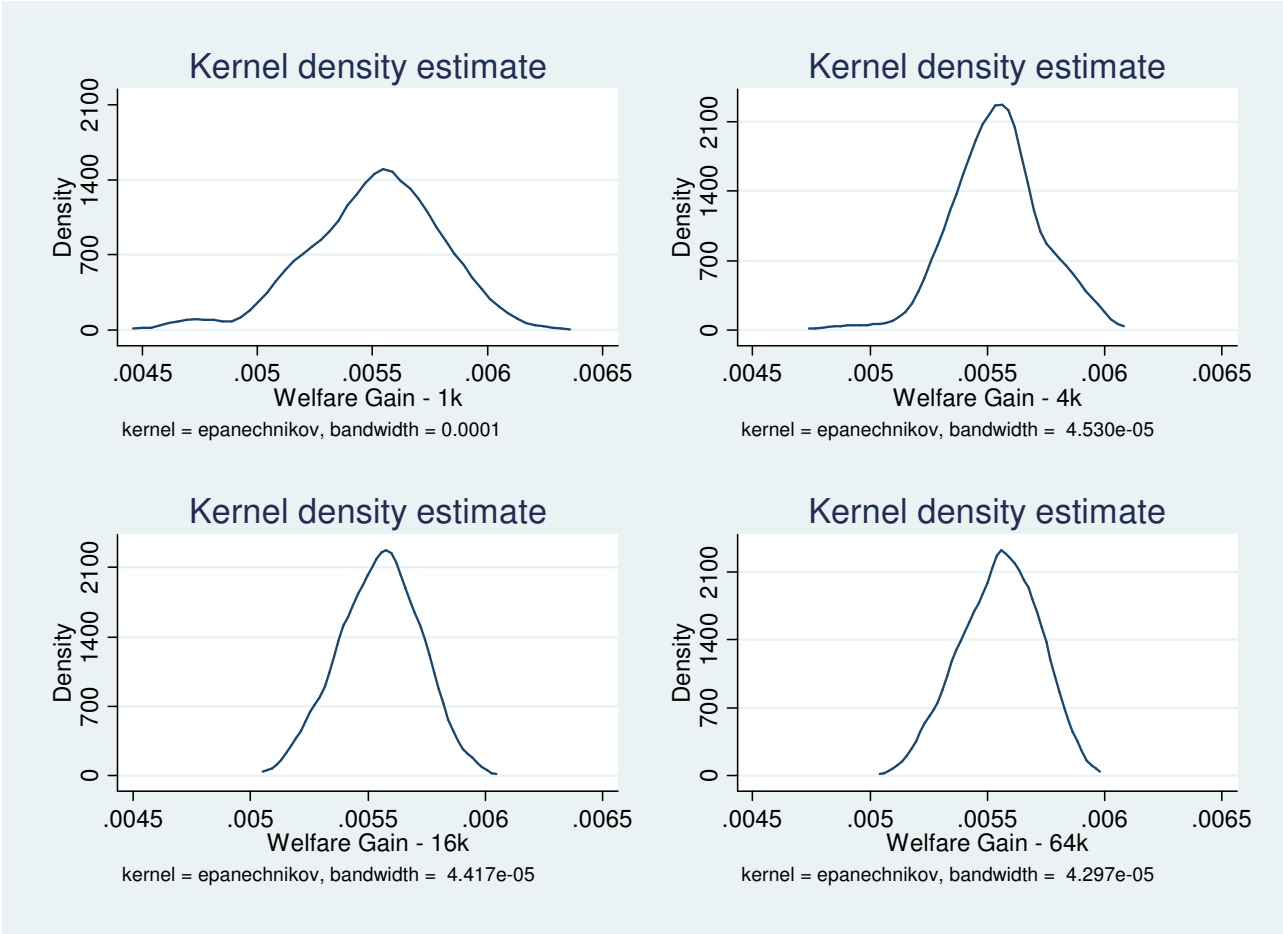 Kernel density estimate
Density
2100
1400
700
0
.0045 .005 .0055 .006 .0065
Welfare Gain - 1k
kernel = epanechnikov, bandwidth = 0.0001
Kernel density estimate
Density
2100
1400
700
0
.0045 .005 .0055 .006 .0065
Welfare Gain - 4k
kernel = epanechnikov, bandwidth = 4.530e-05
Kernel density estimate
Density
2100
1400
700
0
.0045 .005 .0055 .006 .0065
Welfare Gain - 16k
kernel = epanechnikov, bandwidth = 4.417e-05
Kernel density estimate
Density
2100
1400
700
0
.0045 .005 .0055 .006 .0065
Welfare Gain - 64k
kernel = epanechnikov, bandwidth = 4.297e-05